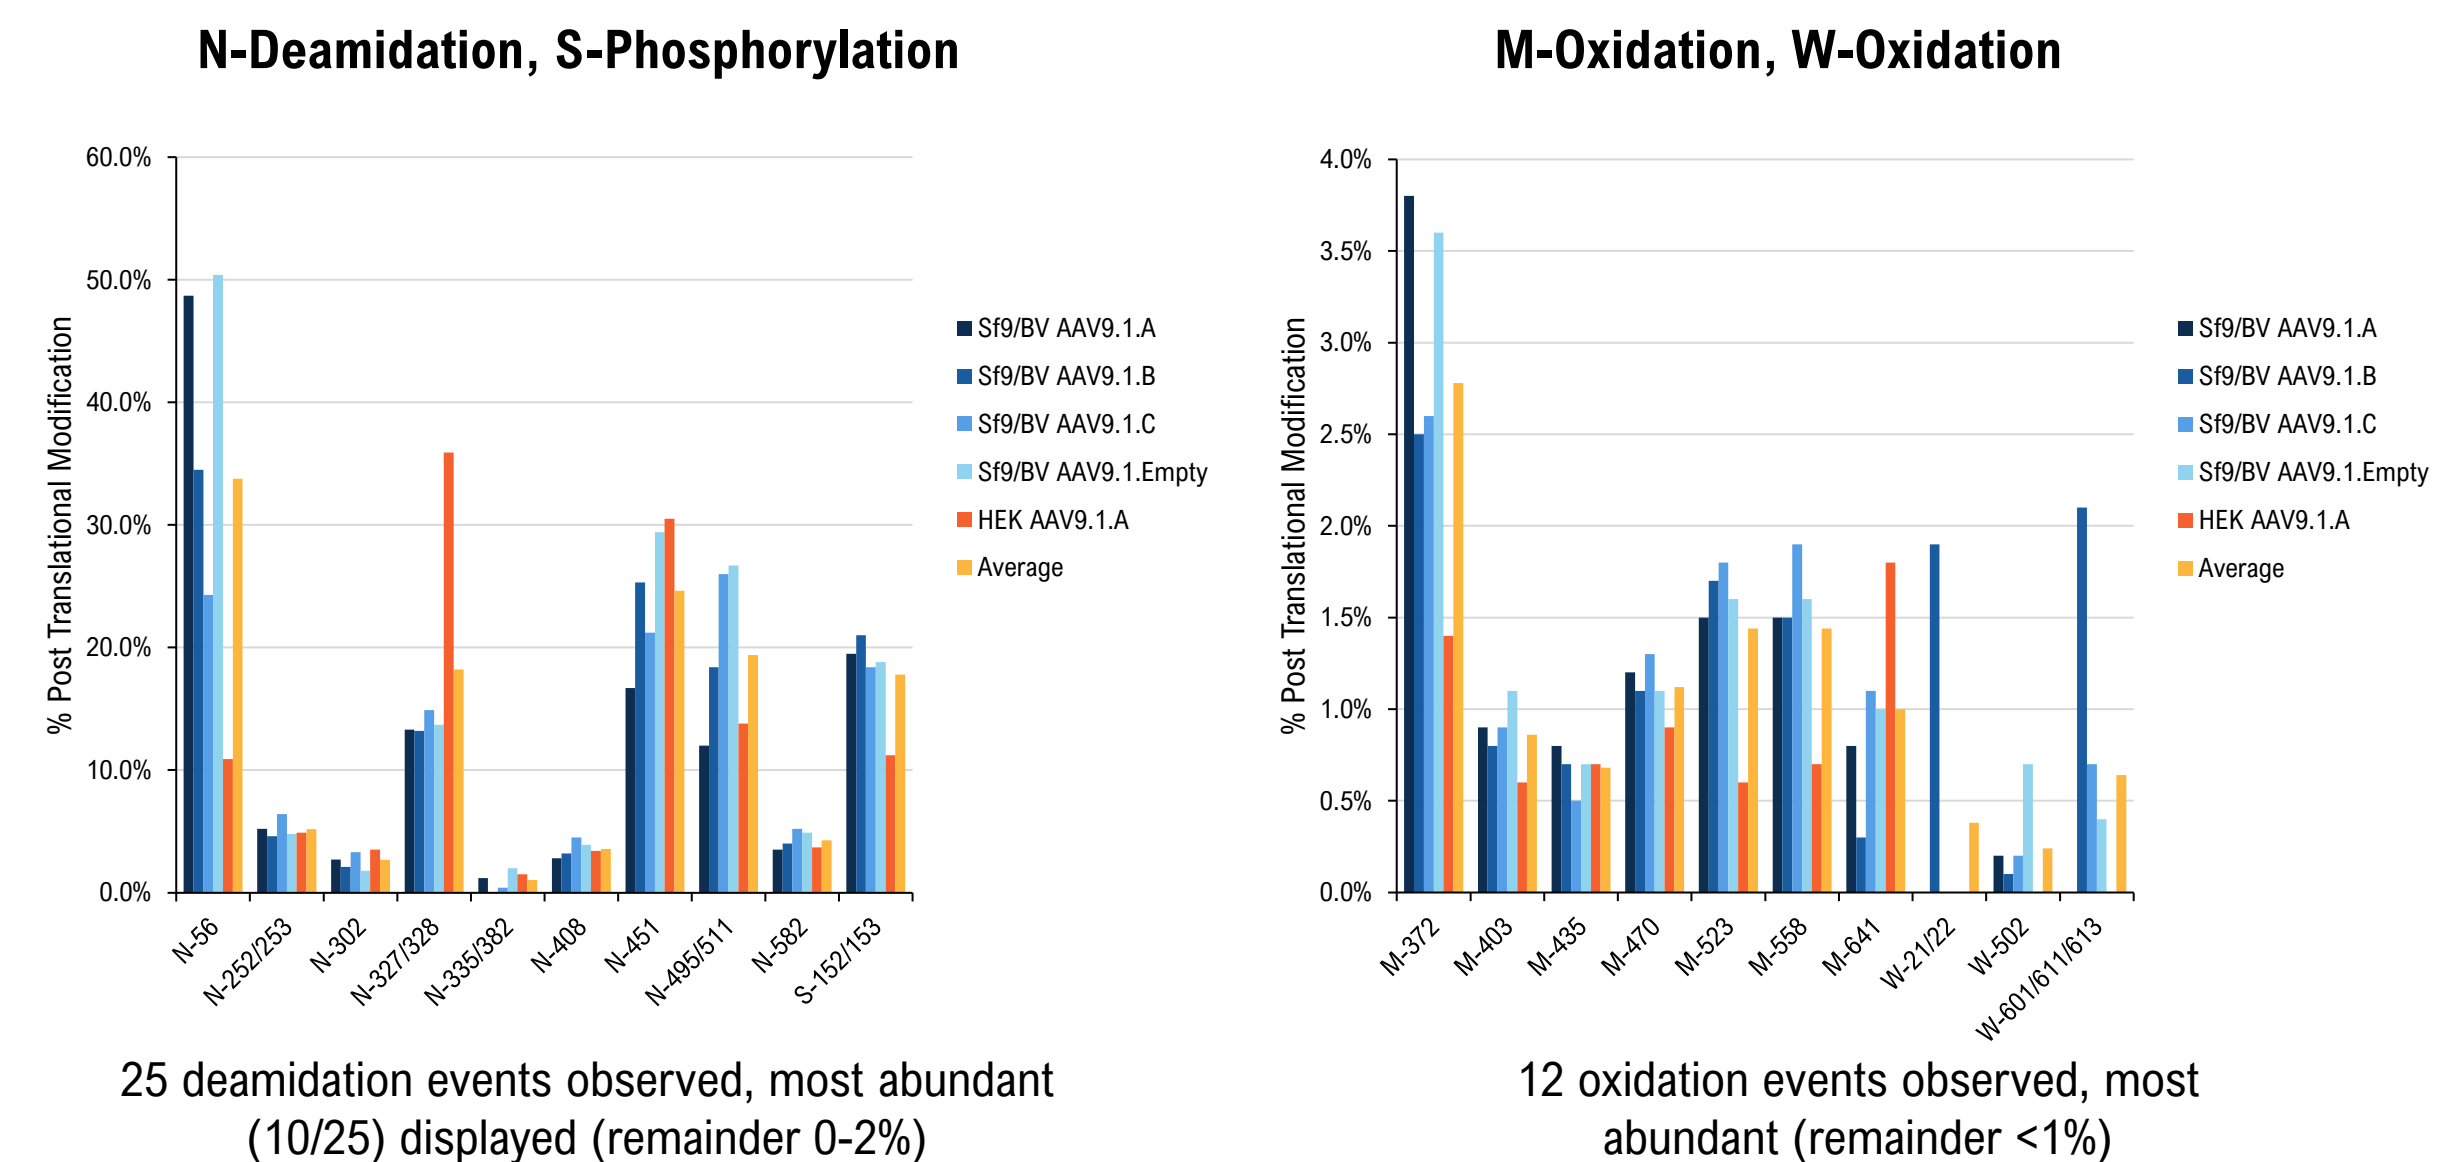 N-Deamidation, S-Phosphorylation
60.0%
50.0%
40.0%
30.0%
20.0%
10.0%
0.0%
% Post Translational Modification
N-56
N-252/253
N-302
N-327/328
N-335/382
N-408
N-451
N-495/511
N-582
S-152/153
Sf9/BV AAV9.1.A
Sf9/BV AAV9.1.B
Sf9/BV AAV9.1.C
Sf9/BV AAV9.1.Empty
HEK AAV9.1.A
Average
25 deamidation events observed, most abundant
(10/25) displayed (remainder 0-2%)
M-Oxidation, W-Oxidation
4.0%
3.5%
3.0%
2.5%
2.0%
1.5%
1.0%
0.5%
0.0%
% Post Translational Modification
M-372
M-403
M-435
M-470
M-523
M-558
M-641
W-21/22
W-502
W-601/611/613
Sf9/BV AAV9.1.A
Sf9/BV AAV9.1.B
Sf9/BV AAV9.1.C
Sf9/BV AAV9.1.Empty
HEK AAV9.1.A
Average
12 oxidation events observed, most
abundant (remainder <1%)